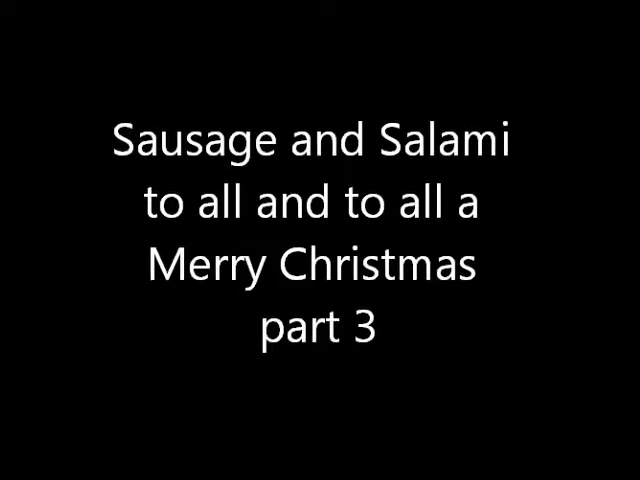 Sausage and Salami
to all and to all a
Merry Christmas
part 3